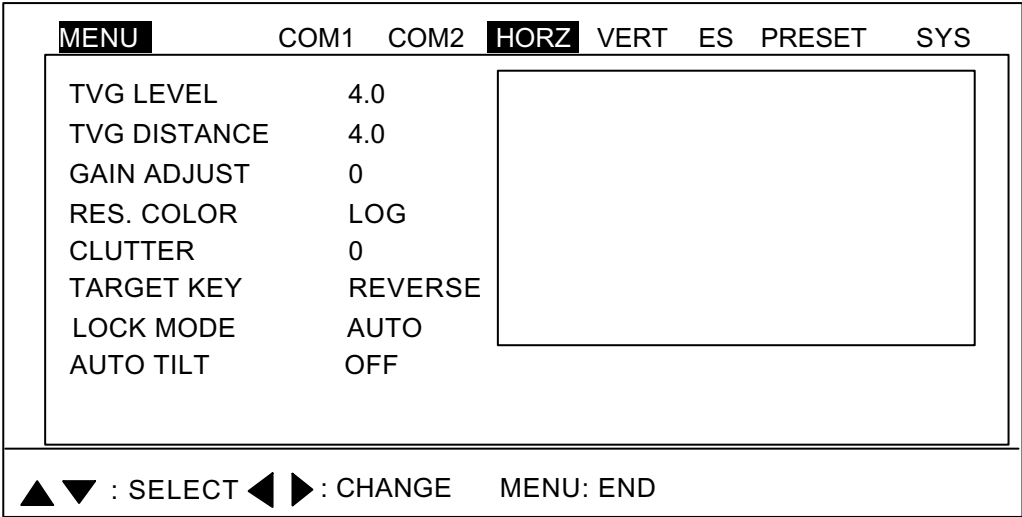 MENU COM1 COM2 HORZ VERT ES PRESET SYS
TVG LEVEL 4.0
TVG DISTANCE 4.0
GAIN ADJUST 0
RES. COLOR LOG
CLUTTER 0
TARGET KEY REVERSE
LOCK MODE AUTO
AUTO TILT OFF
▲ ▼ : SELECT ◀ ▶ : CHANGE MENU: END